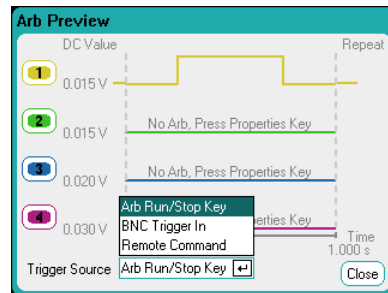 Arb Preview
DC Value
Repeat
1
0.015 V
2
0.015 V
No Arb, Press Properties Key
3
0.020 V
No Arb, Press Properties Key
4
0.030 V
Properties Key
Arb Run/Stop Key
BNC Trigger In
Remote Command
Time
1.000 s
Trigger Source
Arb Run/Stop Key
Close